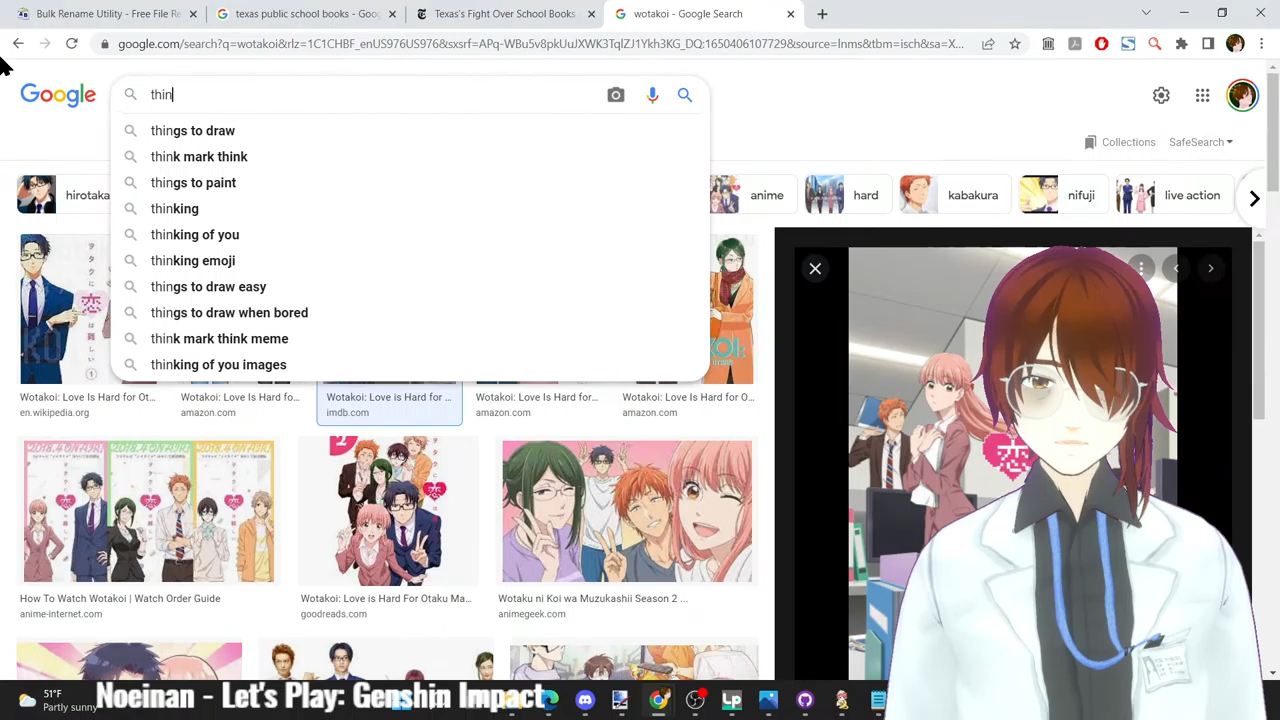 Bulk Rename Utility - Free File Re
texas public school books - Goo
Texas's Fight Over School Books
wotakoi - Google Search
google.com/search?q=wotakoi&rlz=1C1CHBF_enUS976US976&sxsrf=APq-WBu58RpkUuJXWK3TqlZJ1Ykh3KG_DQ:1650406107729&source=lnms&tbm=isch&sa=X...
Google
thin
things to draw
think mark think
things to paint
thinking
thinking of you
thinking emoji
things to draw easy
things to draw when bored
think mark think meme
thinking of you images
Collections
SafeSearch
hirotaka
anime
hard
kabakura
nifuji
live action
Wotakoi: Love Is Hard for Ot...
en.wikipedia.org
Wotakoi: Love Is Hard fo...
amazon.com
Wotakoi: Love is Hard for ...
imdb.com
Wotakoi: Love Is Hard for...
amazon.com
Wotakoi: Love Is Hard for O...
amazon.com
How To Watch Wotakoi | Watch Order Guide
anime-internet.com
Wotakoi: Love is Hard For Otaku Ma...
goodreads.com
Wotaku ni Koi wa Muzukashii Season 2 ...
animegeek.com
恋
51°F
Partly sunny
Noeinan - Let's Play: Genshin Impact